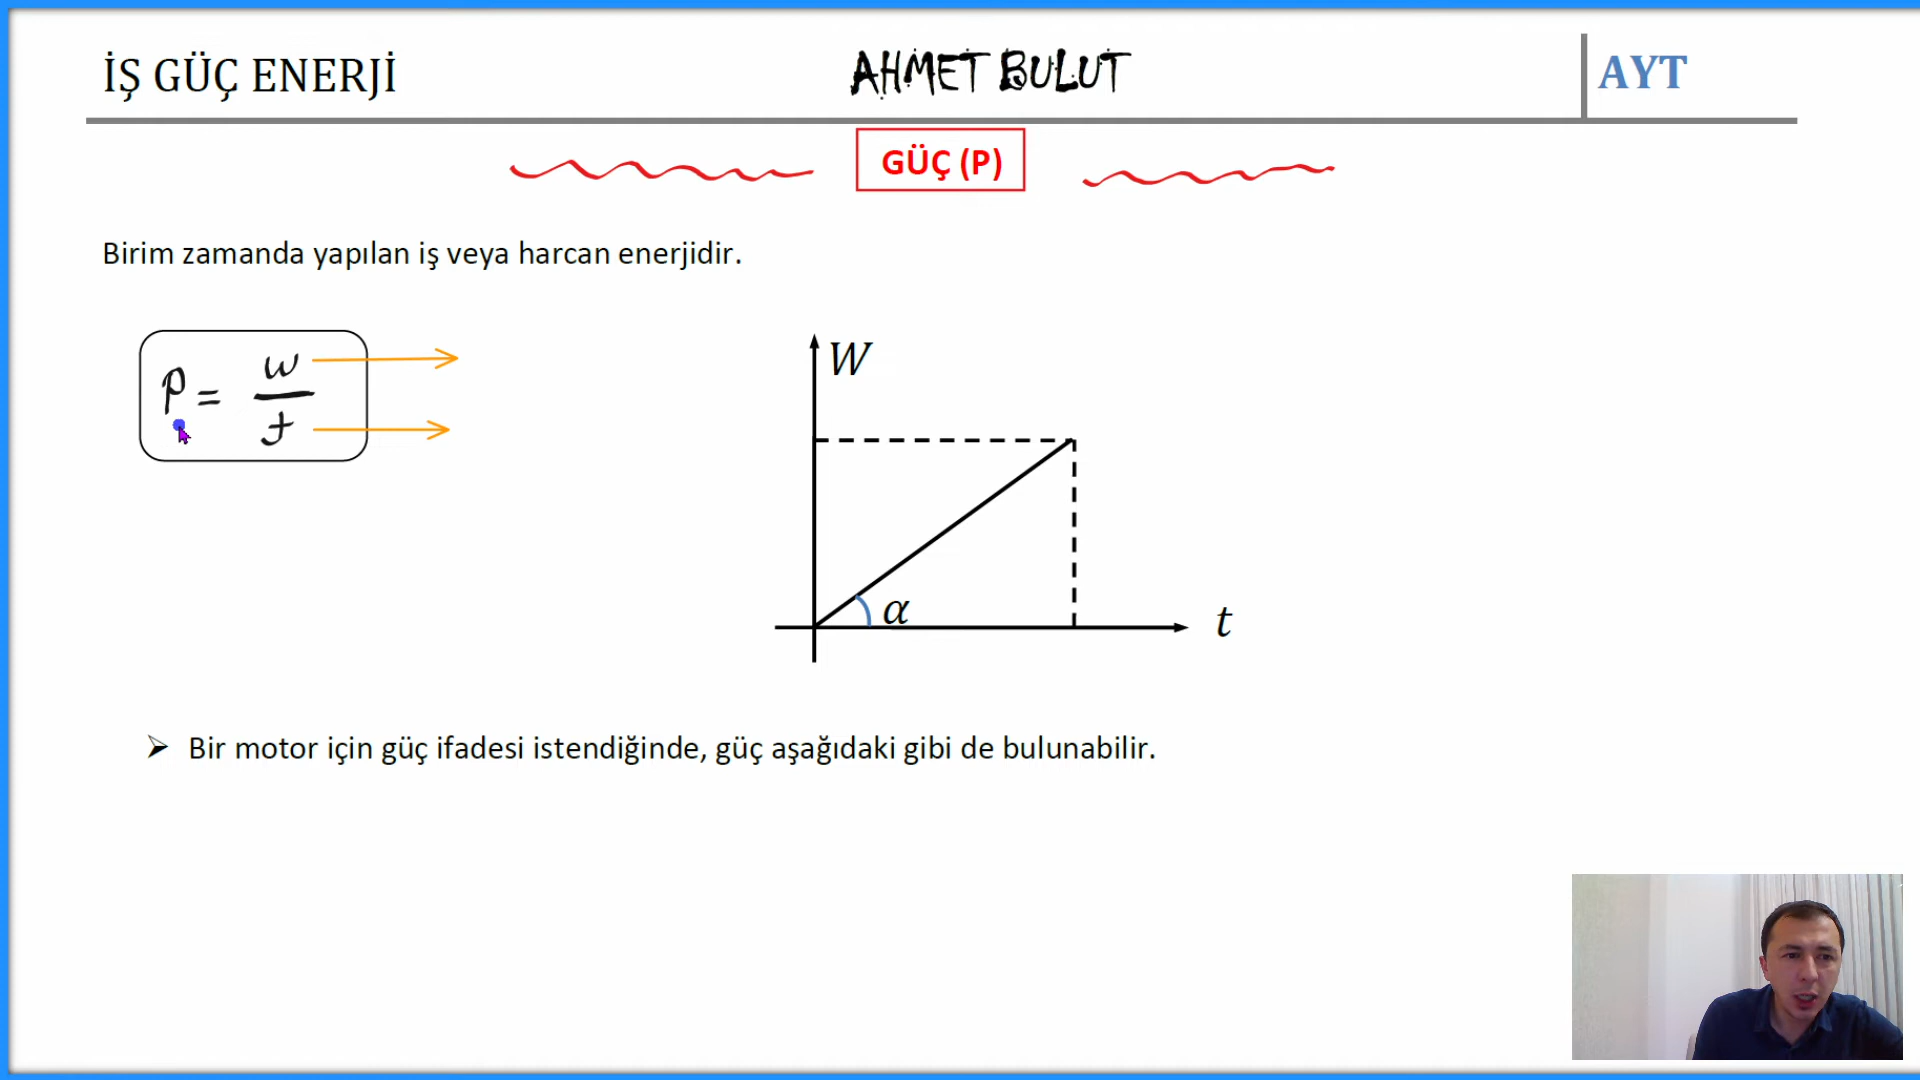 İŞ GÜÇ ENERJİ
AHMET BULUT
AYT
GÜÇ (P)
Birim zamanda yapılan iş veya harcan enerjidir.
P = w/t
W
α
t
➢ Bir motor için güç ifadesi istendiğinde, güç aşağıdaki gibi de bulunabilir.